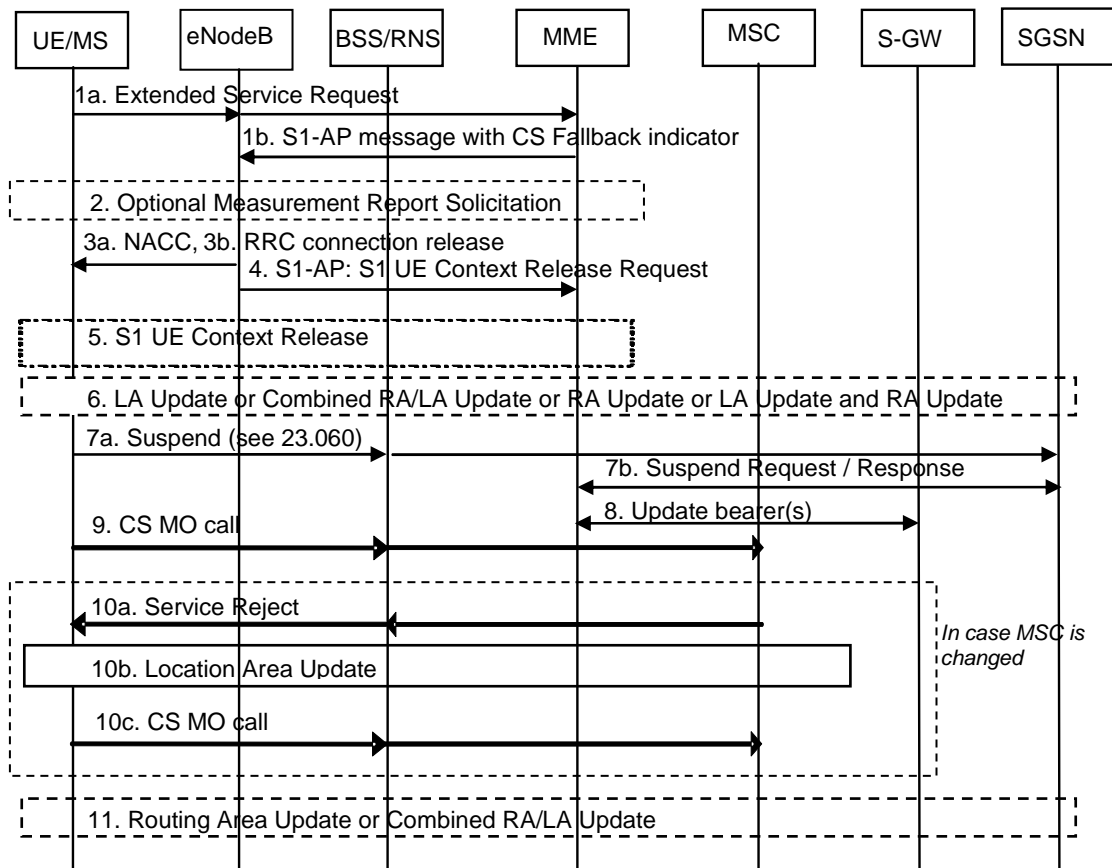 UE/MS
eNodeB
BSS/RNS
MME
MSC
S-GW
SGSN
1a. Extended Service Request
1b. S1-AP message with CS Fallback indicator
2. Optional Measurement Report Solicitation
3a. NACC, 3b. RRC connection release
4. S1-AP: S1 UE Context Release Request
5. S1 UE Context Release
6. LA Update or Combined RA/LA Update or RA Update or LA Update and RA Update
7a. Suspend (see 23.060)
7b. Suspend Request / Response
8. Update bearer(s)
9. CS MO call
10a. Service Reject
In case MSC is
changed
10b. Location Area Update
10c. CS MO call
11. Routing Area Update or Combined RA/LA Update